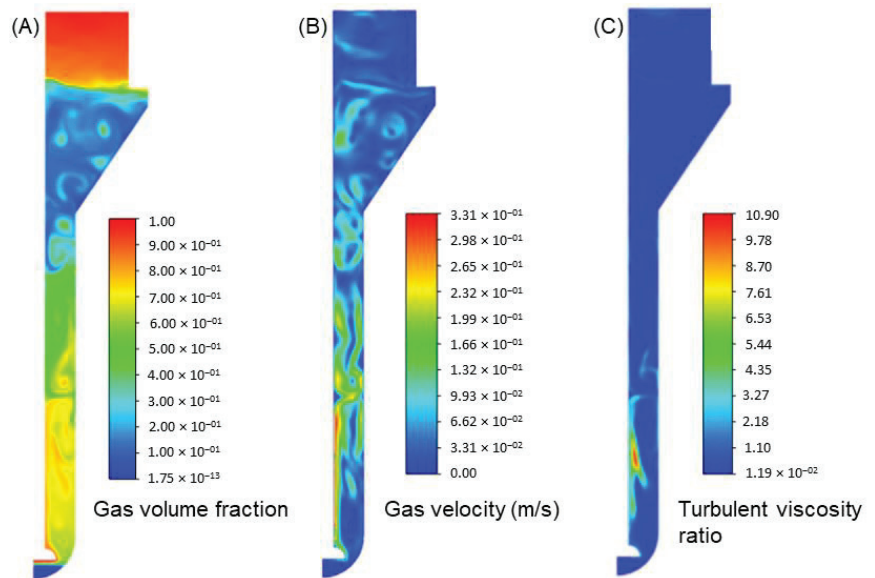 (A)
1.00
9.00 × 10⁻⁰¹
8.00 × 10⁻⁰¹
7.00 × 10⁻⁰¹
6.00 × 10⁻⁰¹
5.00 × 10⁻⁰¹
4.00 × 10⁻⁰¹
3.00 × 10⁻⁰¹
2.00 × 10⁻⁰¹
1.00 × 10⁻⁰¹
1.75 × 10⁻¹³
Gas volume fraction
(B)
3.31 × 10⁻⁰¹
2.98 × 10⁻⁰¹
2.65 × 10⁻⁰¹
2.32 × 10⁻⁰¹
1.99 × 10⁻⁰¹
1.66 × 10⁻⁰¹
1.32 × 10⁻⁰¹
9.93 × 10⁻⁰²
6.62 × 10⁻⁰²
3.31 × 10⁻⁰²
0.00
Gas velocity (m/s)
(C)
10.90
9.78
8.70
7.61
6.53
5.44
4.35
3.27
2.18
1.10
1.19 × 10⁻⁰²
Turbulent viscosity
ratio